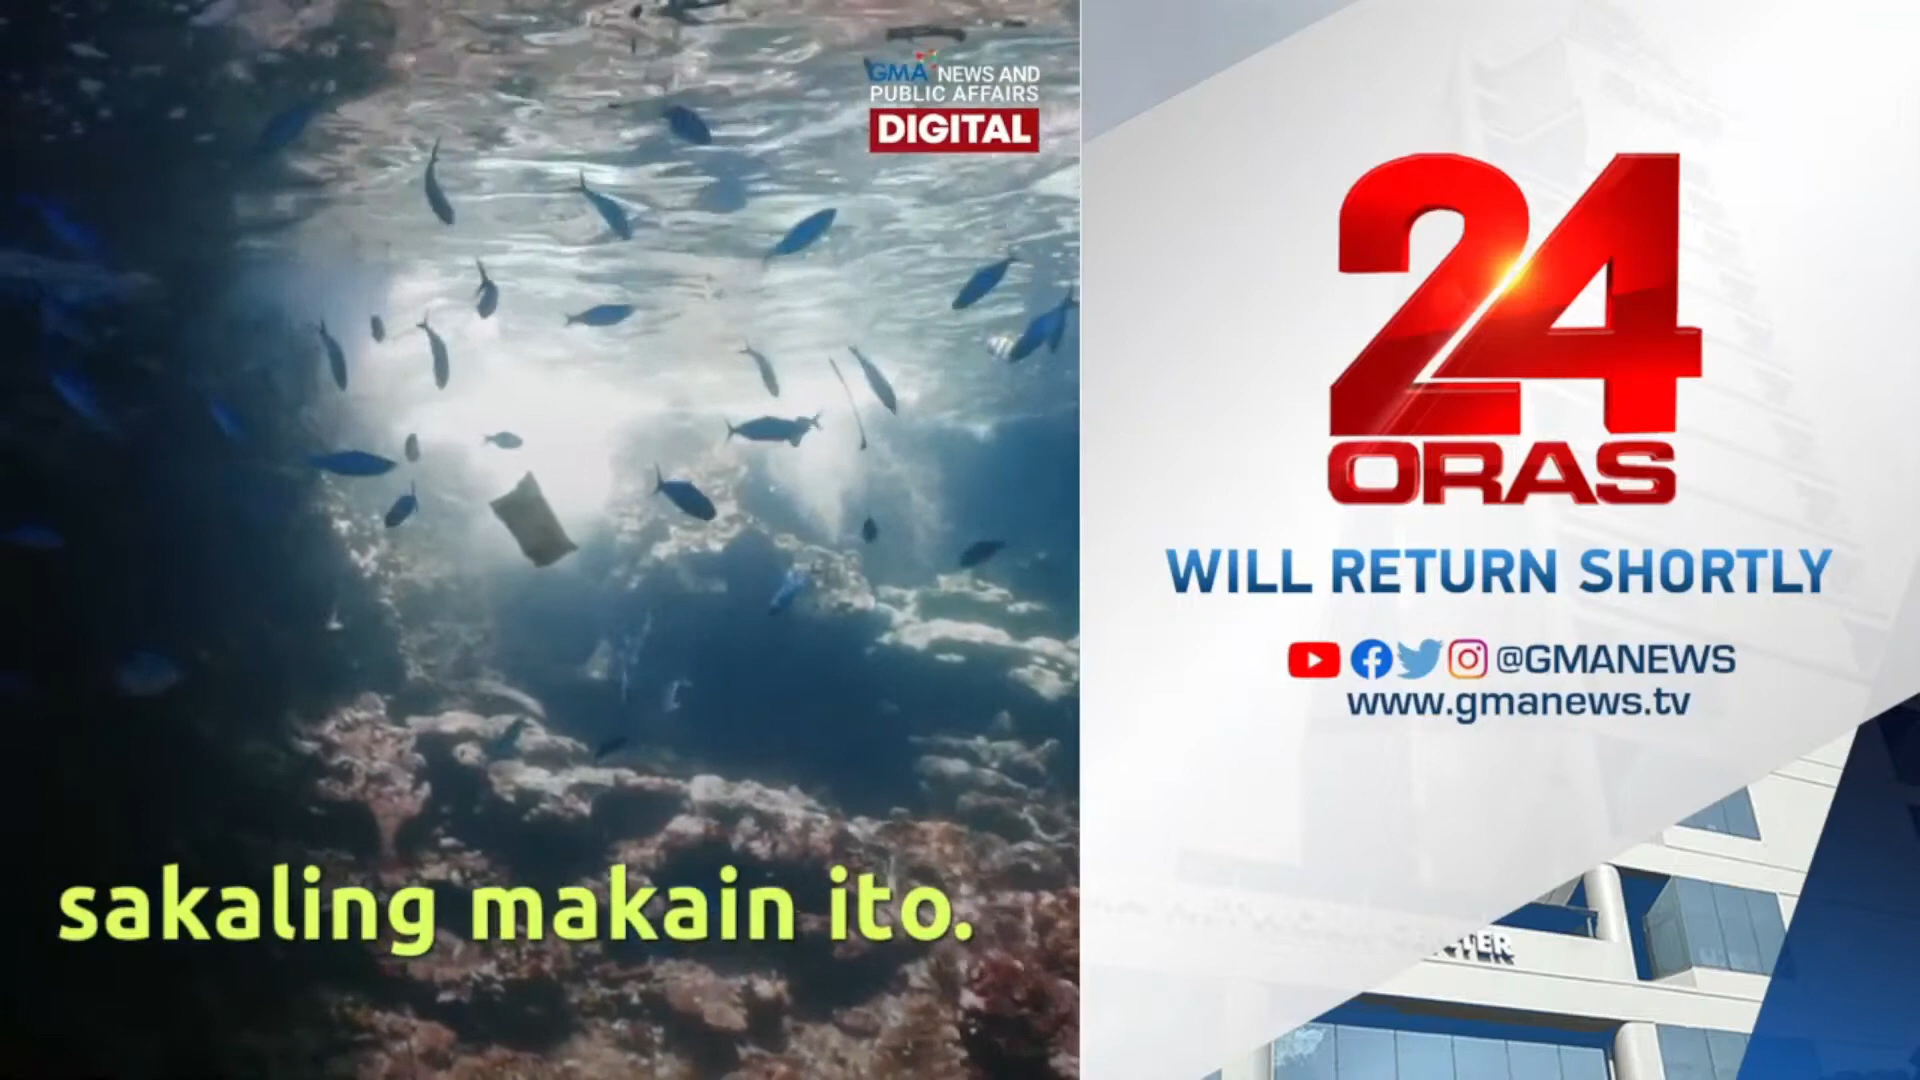 GMA NEWS AND
PUBLIC AFFAIRS
DIGITAL
sakaling makain ito.
24
ORAS
WILL RETURN SHORTLY
@GMANEWS
www.gmanews.tv